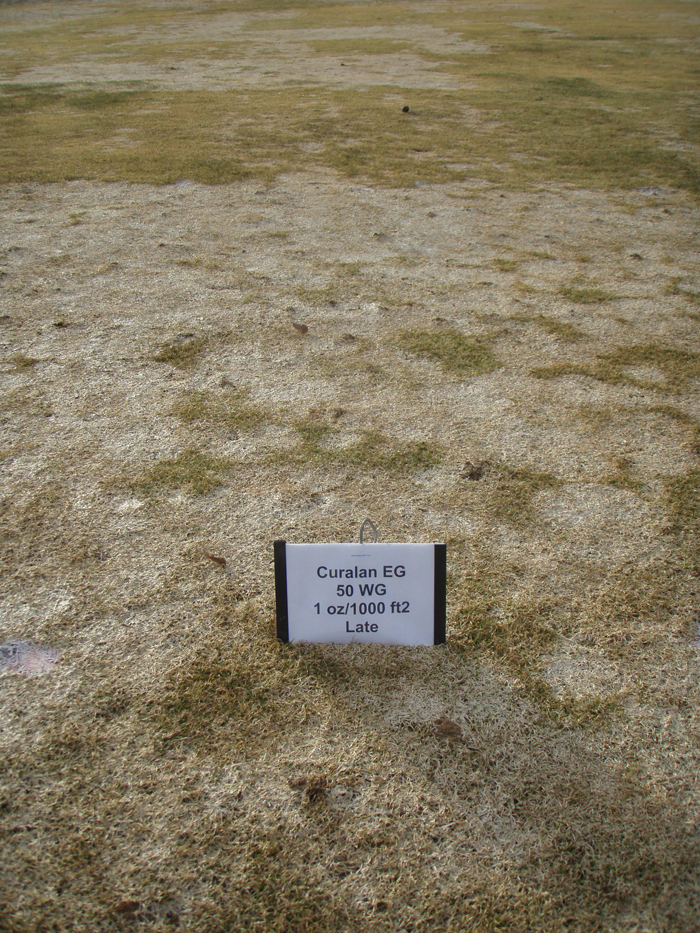 Curalan EG
50 WG
1 oz/1000 ft2
Late